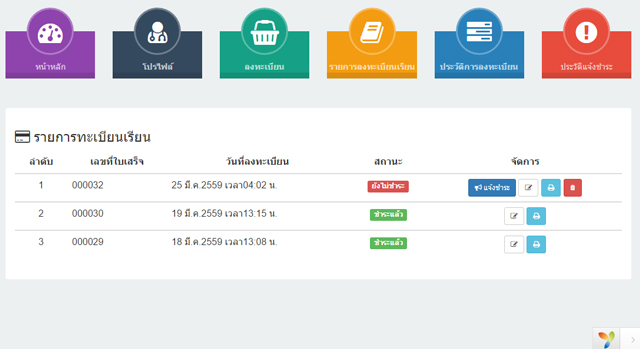 หน้าหลัก
โปรไฟล์
ลงทะเบียน
รายการลงทะเบียนเรียน
ประวัติการลงทะเบียน
ประวัติแจ้งชำระ
รายการทะเบียนเรียน
ลำดับ เลขที่ใบเสร็จ วันที่ลงทะเบียน สถานะ จัดการ
1 000032 25 มี.ค.2559 เวลา04:02 น. ยังไม่ชำระ แจ้งชำระ
2 000030 19 มี.ค.2559 เวลา13:15 น. ชำระแล้ว
3 000029 18 มี.ค.2559 เวลา13:08 น. ชำระแล้ว